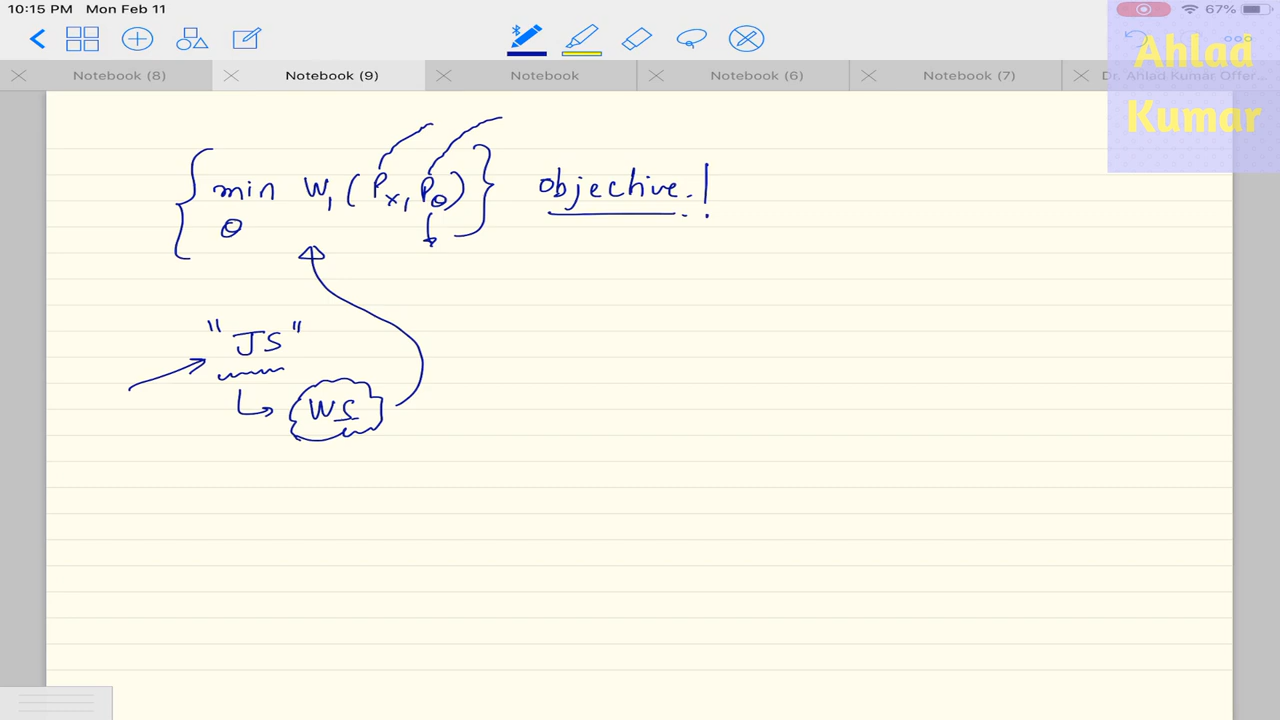 10:15 PM Mon Feb 11
67%
Notebook (8)
Notebook (9)
Notebook
Notebook (6)
Notebook (7)
Dr. Ahlad Kumar Offer...
Ahlad
Kumar
{ min W₁ ( Pₓ, P_θ ) } objective.!
θ
"JS"
WS